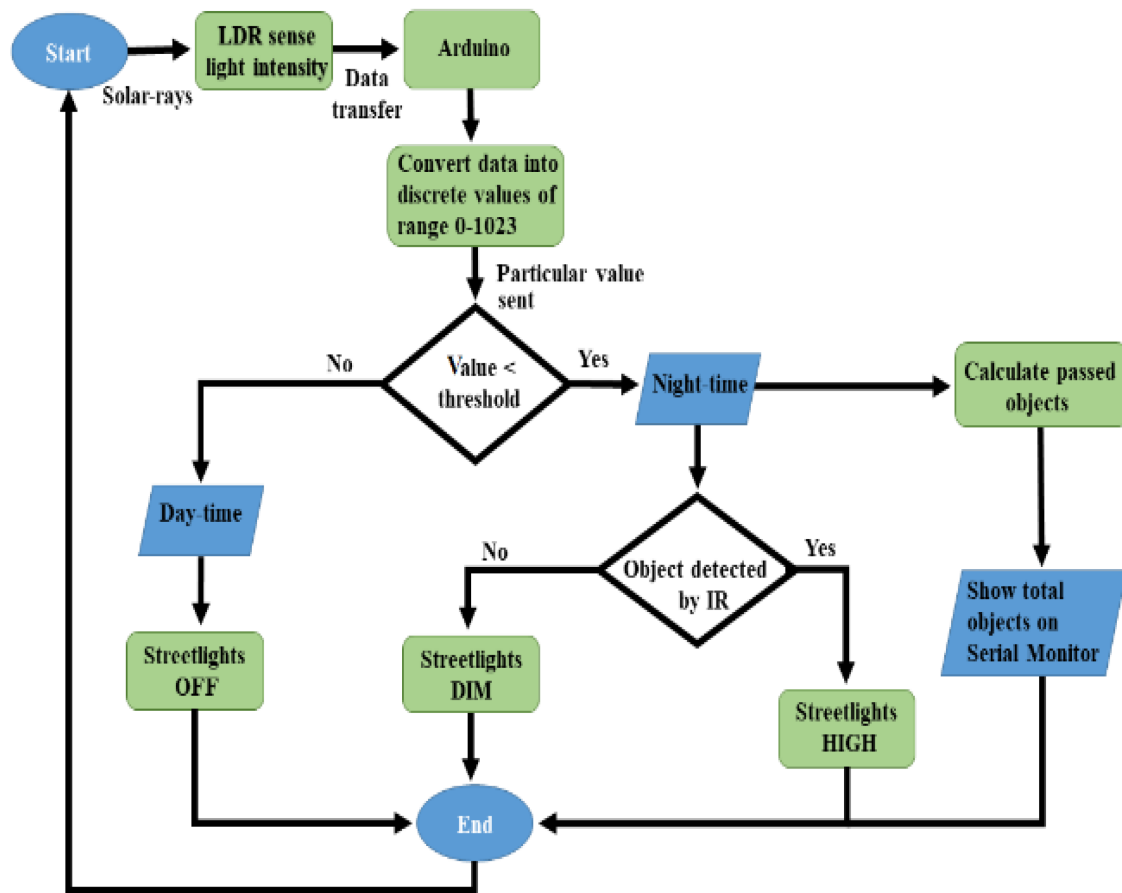 Start
LDR sense
light intensity
Arduino
Solar-rays
Data
transfer
Convert data into
discrete values of
range 0-1023
Particular value
sent
No
Value <
threshold
Yes
Night-time
Calculate passed
objects
Day-time
No
Object detected
by IR
Yes
Show total
objects on
Serial Monitor
Streetlights
OFF
Streetlights
DIM
Streetlights
HIGH
End